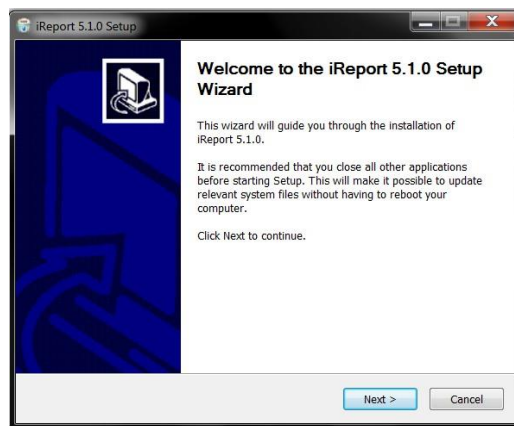 iReport 5.1.0 Setup
Welcome to the iReport 5.1.0 Setup
Wizard
This wizard will guide you through the installation of
iReport 5.1.0.
It is recommended that you close all other applications
before starting Setup. This will make it possible to update
relevant system files without having to reboot your
computer.
Click Next to continue.
Next >
Cancel